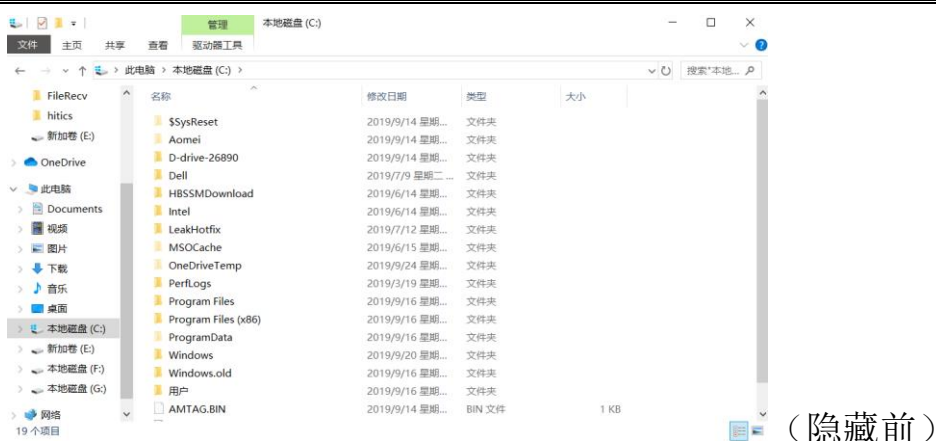 管理 本地磁盘 (C:)
文件 主页 共享 查看 驱动器工具
此电脑 > 本地磁盘 (C:) > 搜索"本地...
名称 修改日期 类型 大小
FileRecv
hitics
新加卷 (E:)
OneDrive
此电脑
Documents
视频
图片
下载
音乐
桌面
本地磁盘 (C:)
新加卷 (E:)
本地磁盘 (F:)
本地磁盘 (G:)
网络
$SysReset 2019/9/14 星期... 文件夹
Aomei 2019/9/14 星期... 文件夹
D-drive-26890 2019/9/14 星期... 文件夹
Dell 2019/7/9 星期二 ... 文件夹
HBSSMDownload 2019/6/14 星期... 文件夹
Intel 2019/6/14 星期... 文件夹
LeakHotfix 2019/7/12 星期... 文件夹
MSOCache 2019/6/15 星期... 文件夹
OneDriveTemp 2019/9/24 星期... 文件夹
PerfLogs 2019/3/19 星期... 文件夹
Program Files 2019/9/16 星期... 文件夹
Program Files (x86) 2019/9/16 星期... 文件夹
ProgramData 2019/9/16 星期... 文件夹
Windows 2019/9/20 星期... 文件夹
Windows.old 2019/9/16 星期... 文件夹
用户 2019/9/16 星期... 文件夹
AMTAG.BIN 2019/9/14 星期... BIN 文件 1 KB
19 个项目
（隐藏前）